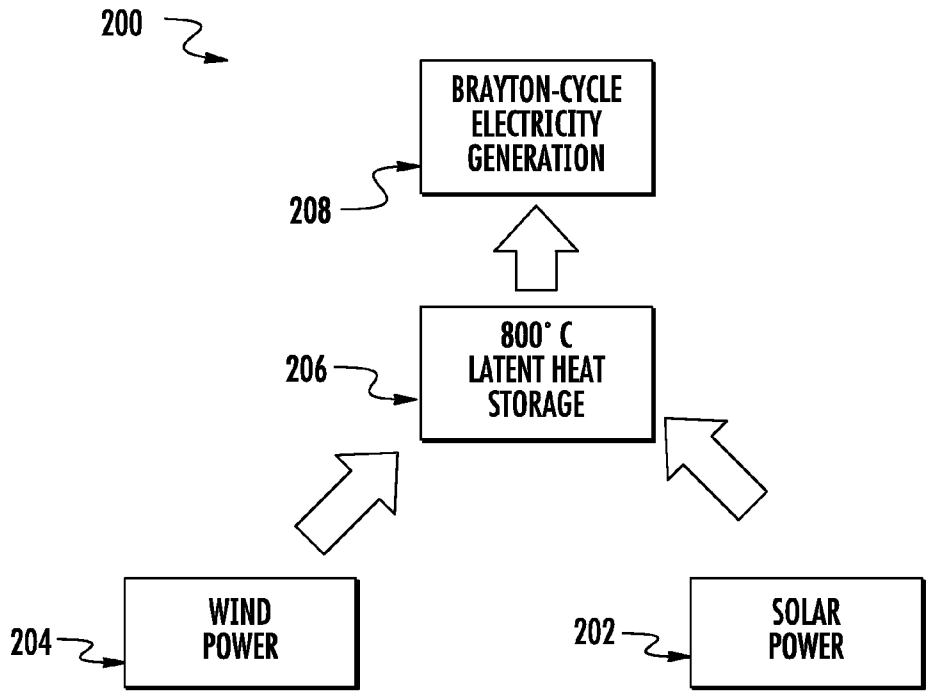 200
BRAYTON-CYCLE
ELECTRICITY
GENERATION
208
800° C
LATENT HEAT
STORAGE
206
WIND
POWER
204
SOLAR
POWER
202